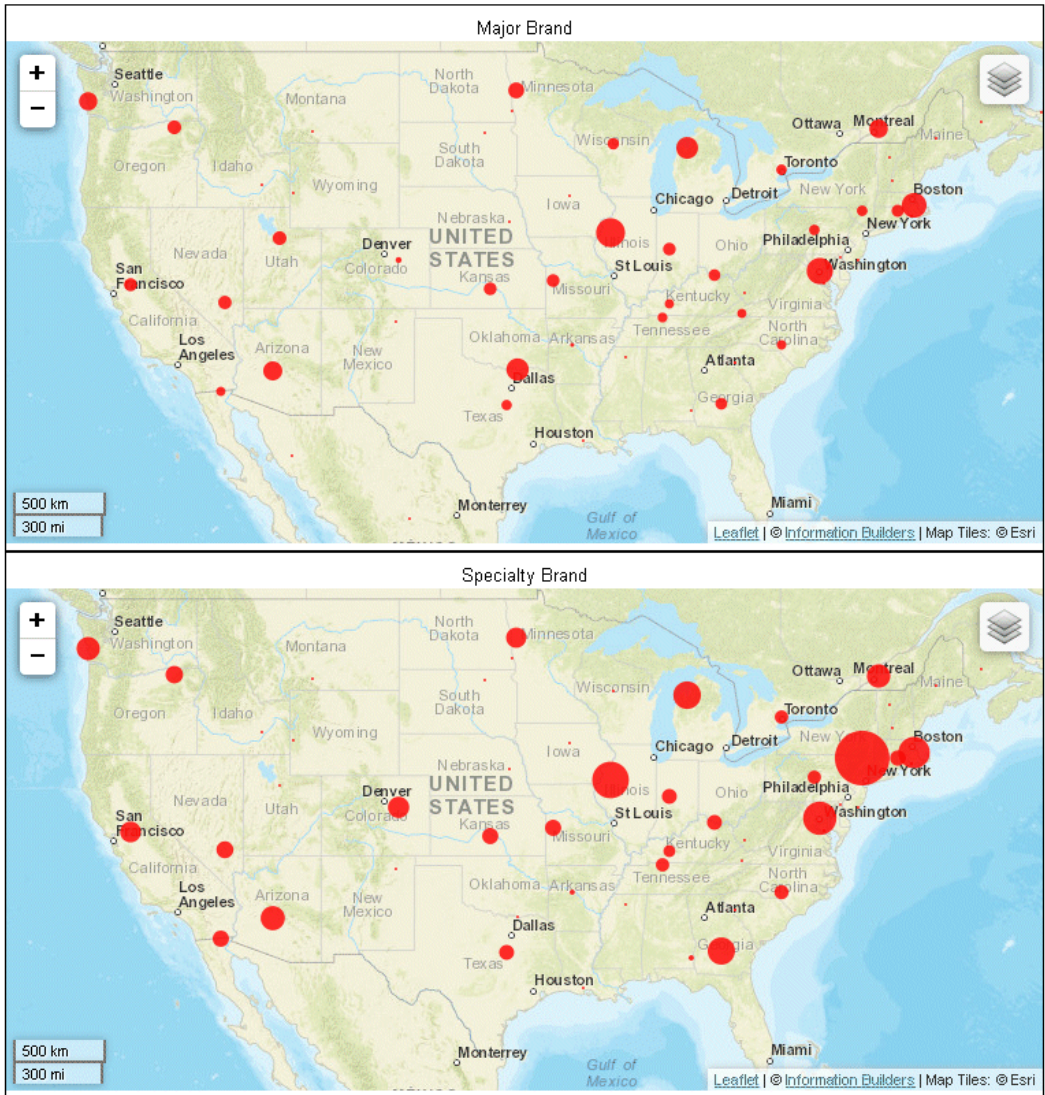 Major Brand
+
−
Seattle
Washington
Montana
North
Dakota
Minnesota
Ottawa
Montreal
Maine
Oregon
Idaho
South
Dakota
Wisconsin
Toronto
Wyoming
Iowa
Chicago
Detroit
New York
Boston
Nebraska
UNITED
STATES
Illinois
Ohio
New York
Philadelphia
Nevada
Utah
Denver
Colorado
Kansas
St Louis
Missouri
Washington
San
Francisco
California
Kentucky
Virginia
Los
Angeles
Arizona
New
Mexico
Oklahoma
Arkansas
Tennessee
North
Carolina
Atlanta
Dallas
Texas
Georgia
Houston
500 km
300 mi
Monterrey
Gulf of
Mexico
Miami
Leaflet | © Information Builders | Map Tiles: © Esri
Specialty Brand
+
−
Seattle
Washington
Montana
North
Dakota
Minnesota
Ottawa
Montreal
Maine
Oregon
Idaho
South
Dakota
Wisconsin
Toronto
Wyoming
Iowa
Chicago
Detroit
New Y
Boston
Nebraska
UNITED
STATES
Illinois
Ohio
New York
Philadelphia
Nevada
Utah
Denver
Colorado
Kansas
St Louis
Missouri
Washington
San
Francisco
California
Kentucky
Virginia
Los
Angeles
Arizona
New
Mexico
Oklahoma
Arkansas
Tennessee
North
Carolina
Atlanta
Dallas
Texas
Georgia
Houston
500 km
300 mi
Monterrey
Gulf of
Mexico
Miami
Leaflet | © Information Builders | Map Tiles: © Esri